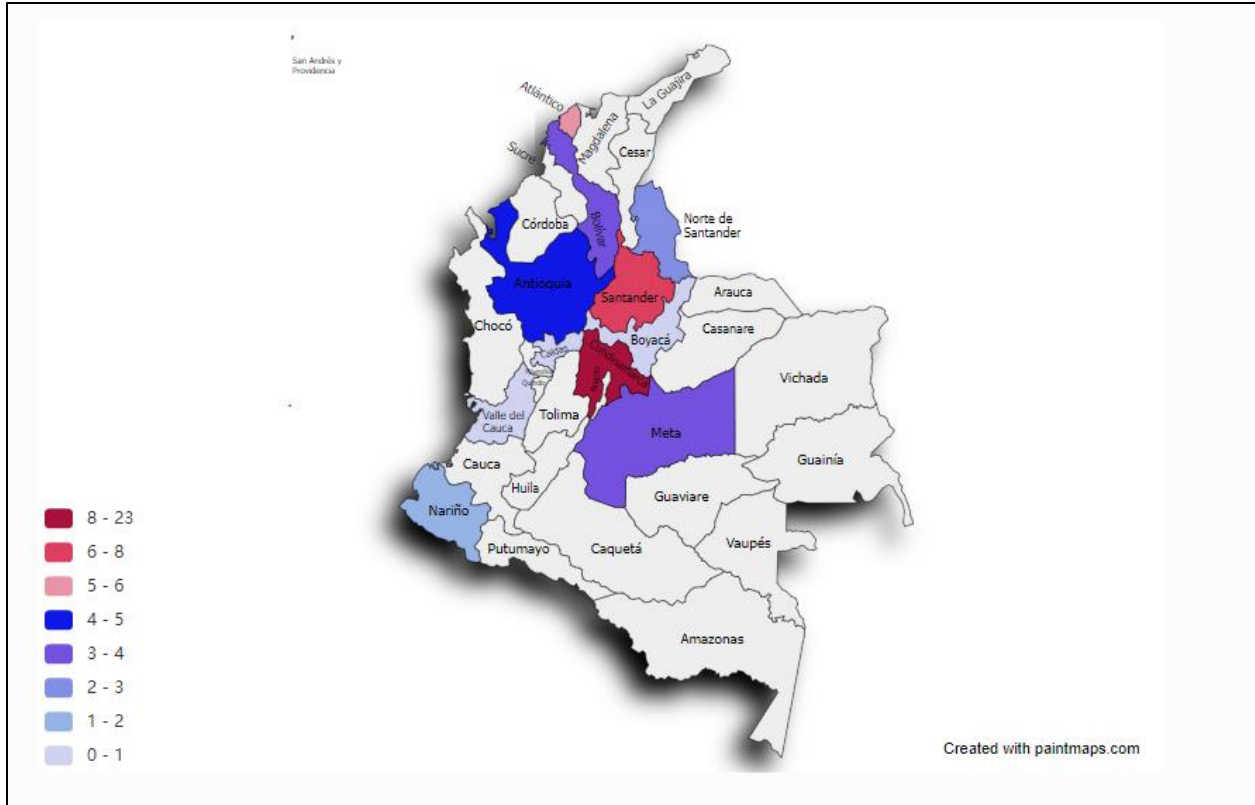 San Andrés y
Providencia
La Guajira
Atlántico
Magdalena
Cesar
Sucre
Bolívar
Córdoba
Norte de
Santander
Antioquia
Santander
Arauca
Chocó
Boyacá
Casanare
Caldas
Cundinamarca
Vichada
Quindío
Tolima
Valle del
Cauca
Meta
Guainía
Cauca
Huila
Guaviare
Nariño
Vaupés
Putumayo
Caquetá
Amazonas
8 - 23
6 - 8
5 - 6
4 - 5
3 - 4
2 - 3
1 - 2
0 - 1
Created with paintmaps.com